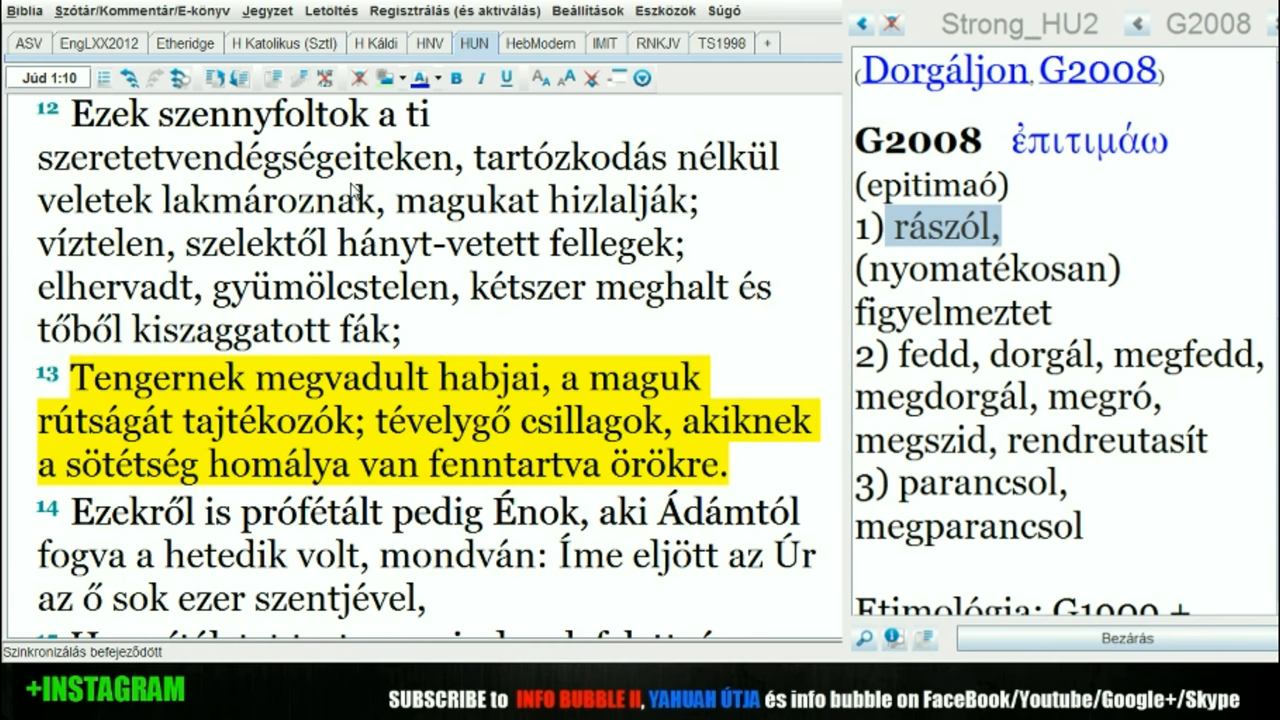 Biblia Szótár/Kommentár/E-könyv Jegyzet Letöltés Regisztrálás (és aktiválás) Beállítások Eszközök Súgó
ASV EngLXX2012 Etheridge H Katolikus (Sztl) H Káldi HNV HUN HebModern IMIT RNKJV TS1998 +
Júd 1:10
12 Ezek szennyfoltok a ti
szeretetvendégségeiteken, tartózkodás nélkül
veletek lakmároznak, magukat hizlalják;
víztelen, szelektől hányt-vetett fellegek;
elhervadt, gyümölcstelen, kétszer meghalt és
tőből kiszaggatott fák;
13 Tengernek megvadult habjai, a maguk
rútságát tajtékozók; tévelygő csillagok, akiknek
a sötétség homálya van fenntartva örökre.
14 Ezekről is prófétált pedig Énok, aki Ádámtól
fogva a hetedik volt, mondván: Íme eljött az Úr
az ő sok ezer szentjével,
Szinkronizálás befejeződött
Strong_HU2 G2008
(Dorgáljon, G2008)
G2008 ἐπιτιμάω
(epitimaó)
1) rászól,
(nyomatékosan)
figyelmeztet
2) fedd, dorgál, megfedd,
megdorgál, megró,
megszid, rendreutasít
3) parancsol,
megparancsol
Etimológia: G1909 +
Bezárás
+INSTAGRAM
SUBSCRIBE to INFO BUBBLE II, YAHUAH ÚTJA és info bubble on FaceBook/Youtube/Google+/Skype